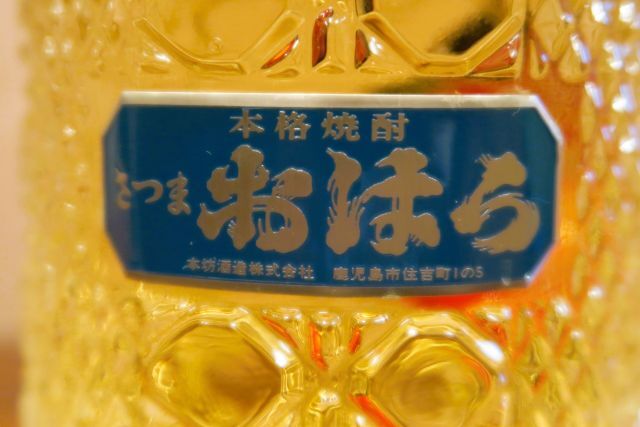 本格焼酎
さつま おはら
本坊酒造株式会社 鹿児島市住吉町1の5